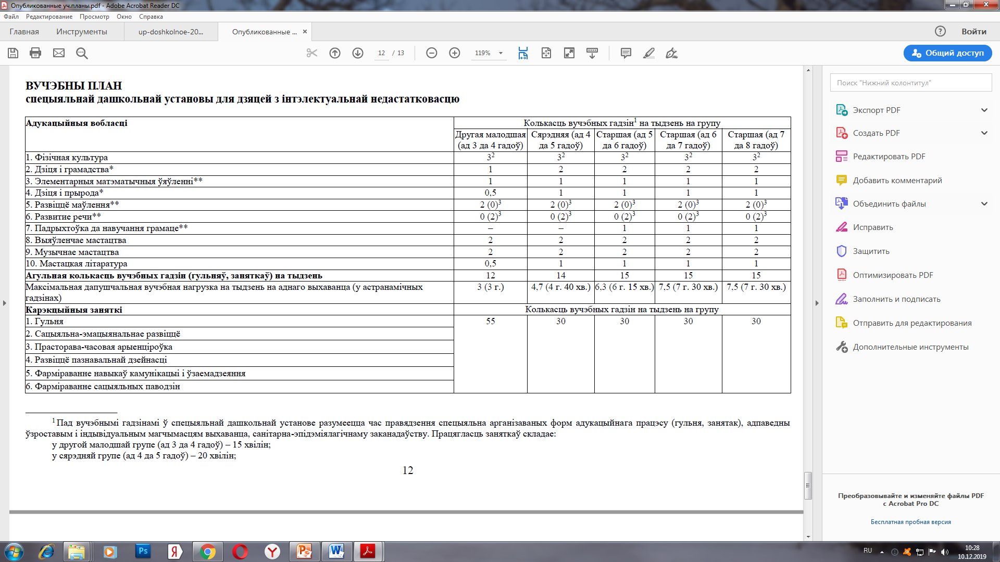 Опубликованные уч.планы.pdf - Adobe Acrobat Reader DC
Файл Редактирование Просмотр Окно Справка
Главная Инструменты up-doshkolnoe-20... Опубликованные ... × Войти
12 / 13 119% Общий доступ
ВУЧЭБНЫ ПЛАН
спецыяльнай дашкольнай установы для дзяцей з інтэлектуальнай недастатковасцю
Адукацыйныя вобласці Колькасць вучэбных гадзін¹ на тыдзень на групу
Другая малодшая (ад 3 да 4 гадоў) Сярэдняя (ад 4 да 5 гадоў) Старшая (ад 5 да 6 гадоў) Старшая (ад 6 да 7 гадоў) Старшая (ад 7 да 8 гадоў)
1. Фізічная культура 3² 3² 3² 3² 3²
2. Дзіця і грамадства* 1 2 2 2 2
3. Элементарныя матэматычныя ўяўленні** 1 1 1 1 1
4. Дзіця і прырода* 0,5 1 1 1 1
5. Развіццё маўлення** 2 (0)³ 2 (0)³ 2 (0)³ 2 (0)³ 2 (0)³
6. Развитие речи** 0 (2)³ 0 (2)³ 0 (2)³ 0 (2)³ 0 (2)³
7. Падрыхтоўка да навучання грамаце** – – 1 1 1
8. Выяўленчае мастацтва 2 2 2 2 2
9. Музычнае мастацтва 2 2 2 2 2
10. Мастацкая літаратура 0,5 1 1 1 1
Агульная колькасць вучэбных гадзін (гульняў, заняткаў) на тыдзень 12 14 15 15 15
Максімальная дапушчальная вучэбная нагрузка на тыдзень на аднаго выхаванца (у астранамічных
гадзінах) 3 (3 г.) 4,7 (4 г. 40 хв.) 6,3 (6 г. 15 хв.) 7,5 (7 г. 30 хв.) 7,5 (7 г. 30 хв.)
Карэкцыйныя заняткі Колькасць вучэбных гадзін на тыдзень на групу
1. Гульня 55 30 30 30 30
2. Сацыяльна-эмацыянальнае развіццё
3. Прасторава-часовая арыенціроўка
4. Развіццё пазнавальнай дзейнасці
5. Фарміраванне навыкаў камунікацыі і ўзаемадзеяння
6. Фарміраванне сацыяльных паводзін
¹ Пад вучэбнымі гадзінамі ў спецыяльнай дашкольнай установе разумеецца час правядзення спецыяльна арганізаваных форм адукацыйнага працэсу (гульня, занятак), адпаведны
ўзроставым і індывідуальным магчымасцям выхаванца, санітарна-эпідэміялагічнаму заканадаўству. Працягласць заняткаў складае:
у другой малодшай групе (ад 3 да 4 гадоў) – 15 хвілін;
у сярэдняй групе (ад 4 да 5 гадоў) – 20 хвілін;
12
Поиск "Нижний колонтитул"
Экспорт PDF
Создать PDF
Редактировать PDF
Добавить комментарий
Объединить файлы
Исправить
Защитить
Оптимизировать PDF
Заполнить и подписать
Отправить для редактирования
Дополнительные инструменты
Преобразовывайте и изменяйте файлы PDF
с Acrobat Pro DC
Бесплатная пробная версия
RU 10:28
10.12.2019